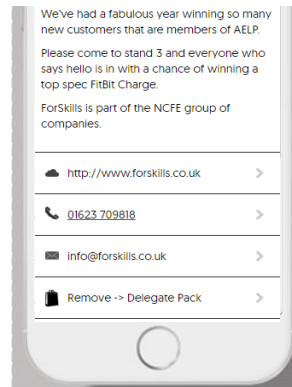 We've had a fabulous year winning so many
new customers that are members of AELP.
Please come to stand 3 and everyone who
says hello is in with a chance of winning a
top spec FitBit Charge.
ForSkills is part of the NCFE group of
companies.
http://www.forskills.co.uk
01623 709818
info@forskills.co.uk
Remove -> Delegate Pack